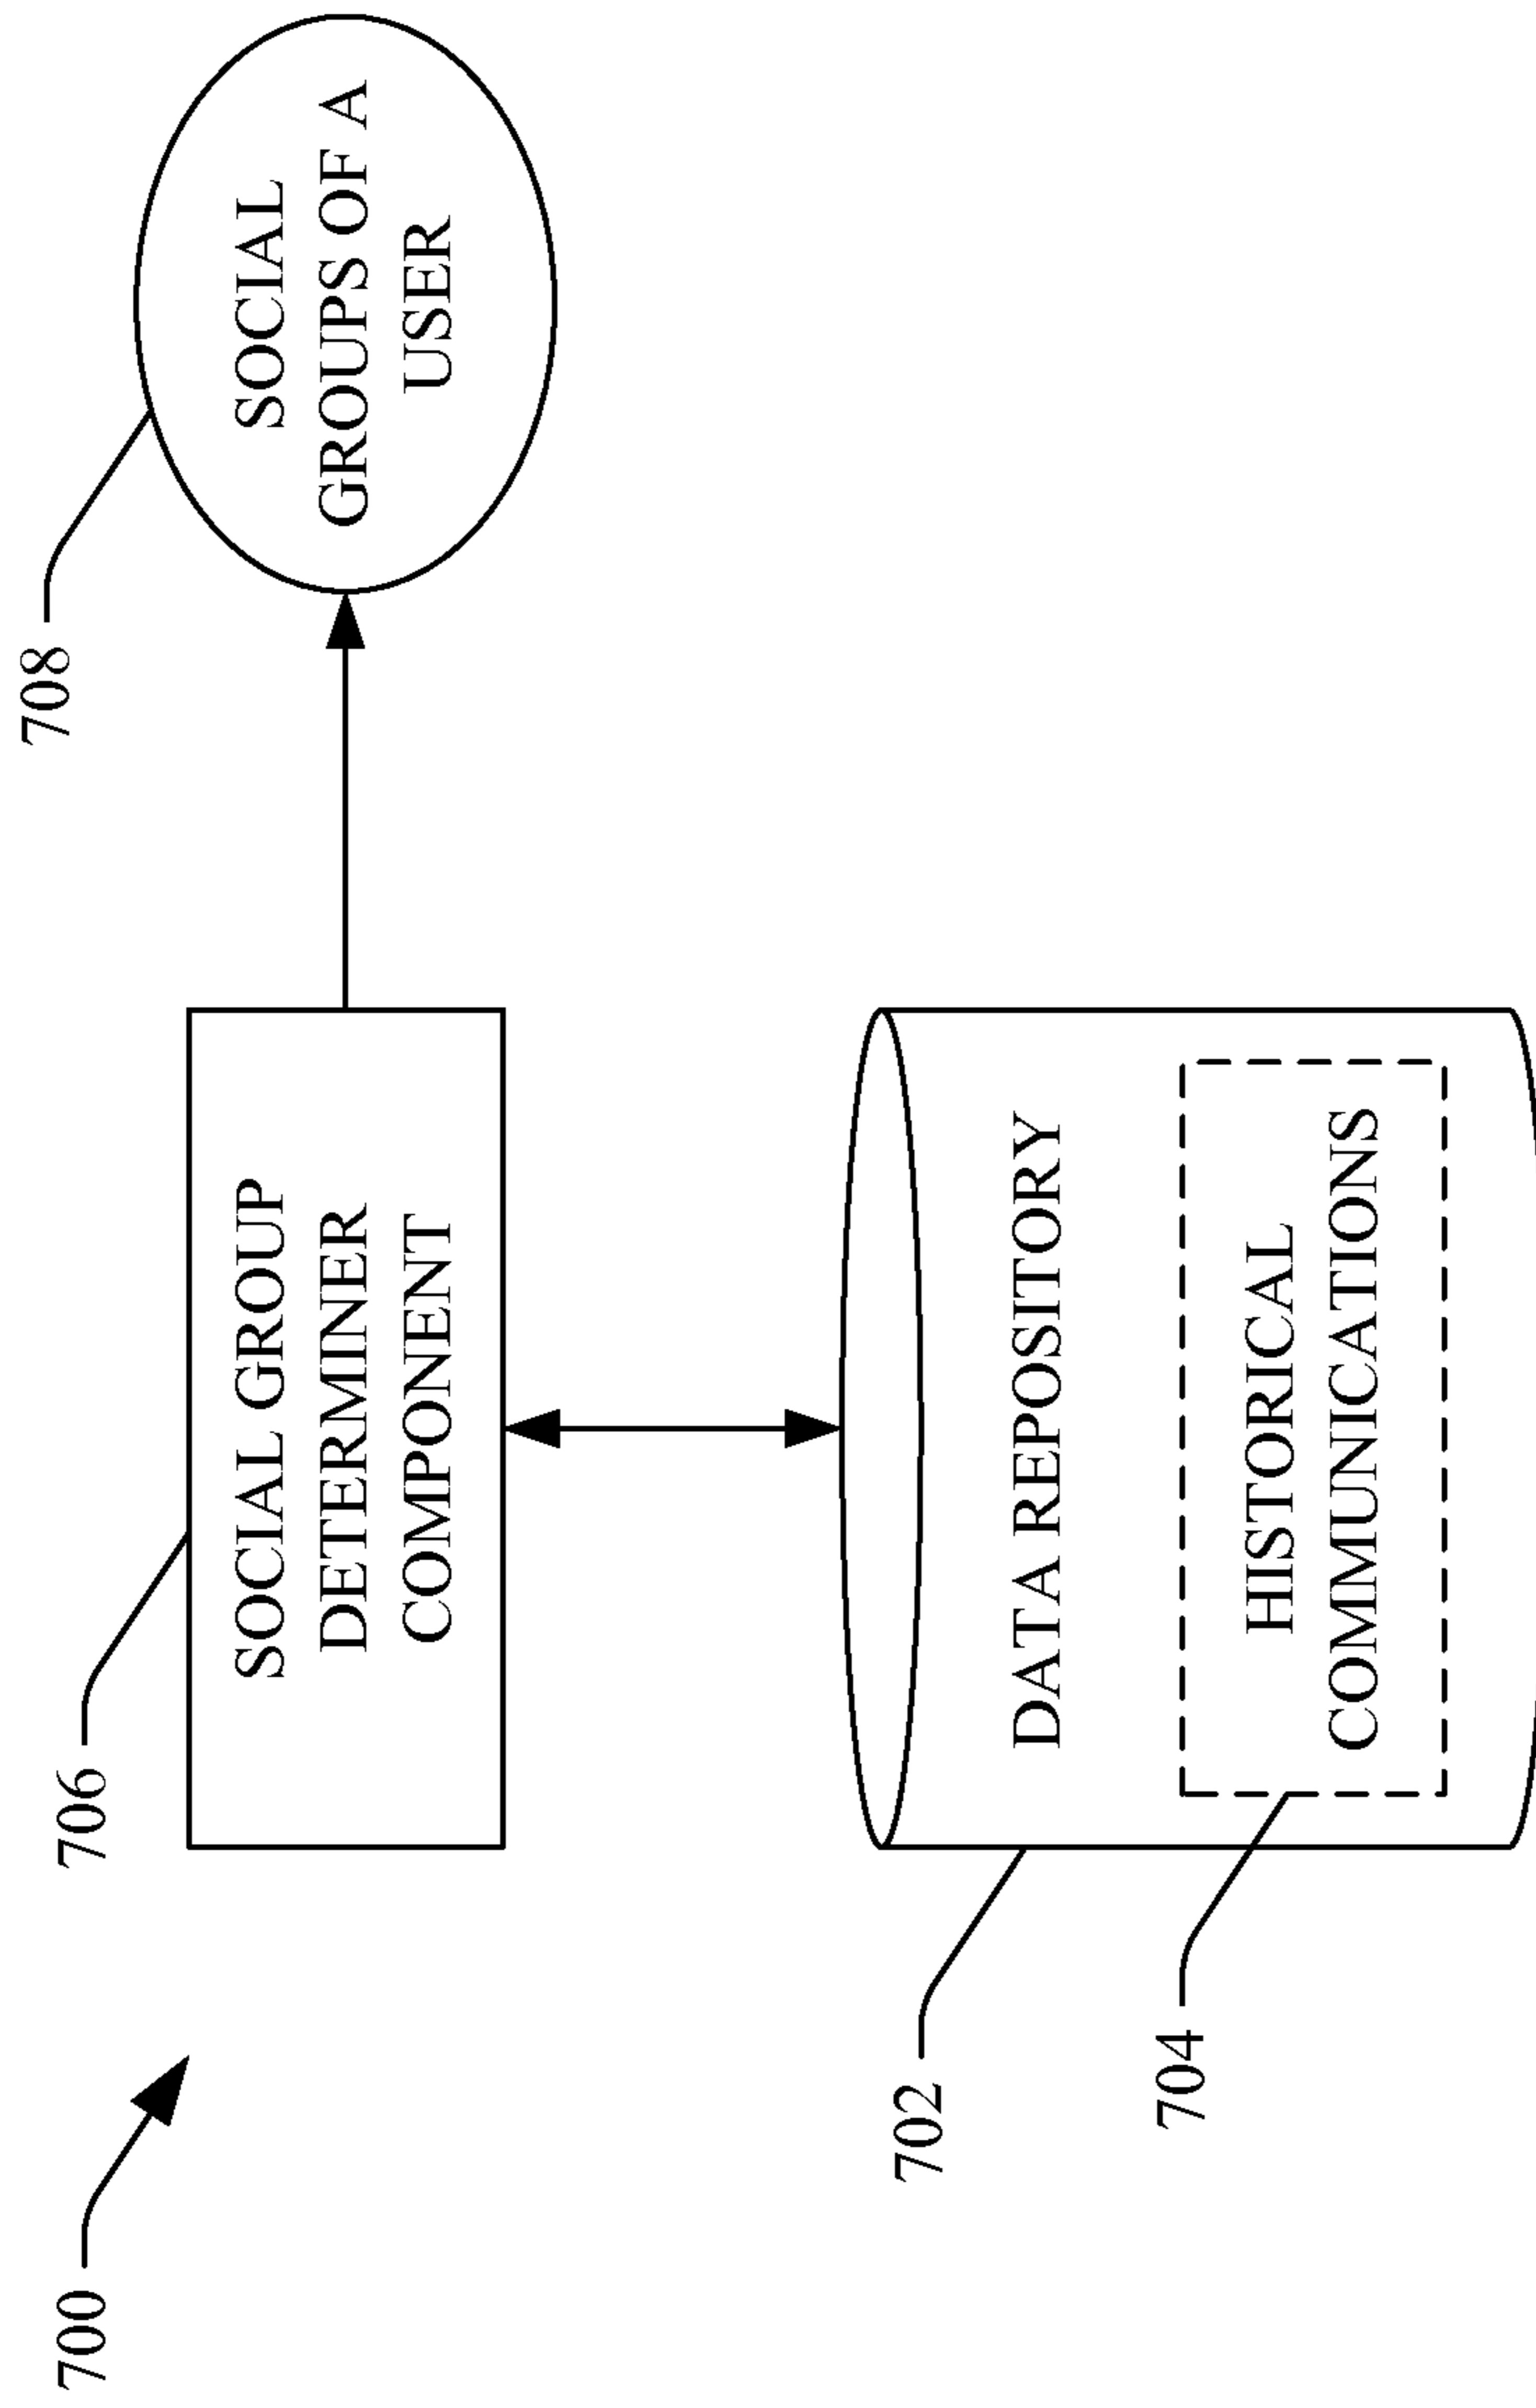 700
706
SOCIAL GROUP
DETERMINER
COMPONENT
708
SOCIAL
GROUPS OF A
USER
702
DATA REPOSITORY
704
HISTORICAL
COMMUNICATIONS